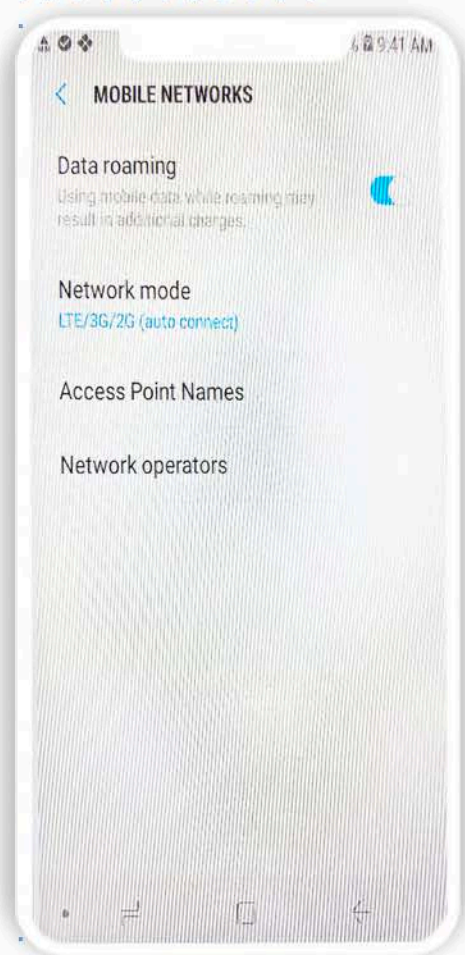 9:41 AM
MOBILE NETWORKS
Data roaming
Using mobile data while roaming may
result in additional charges.
Network mode
LTE/3G/2G (auto connect)
Access Point Names
Network operators